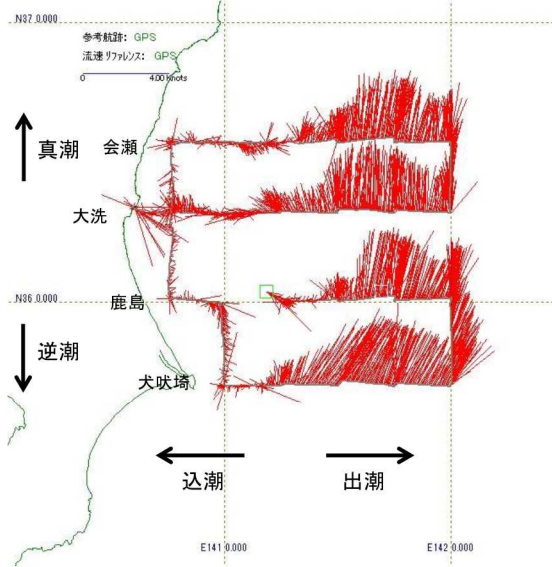 N37 0.000
参考航跡: GPS
流速リファレンス: GPS
0 4.00 Knots
真潮
会瀬
大洗
鹿島
N36 0.000
逆潮
犬吠埼
込潮
出潮
E141 0.000
E142 0.000